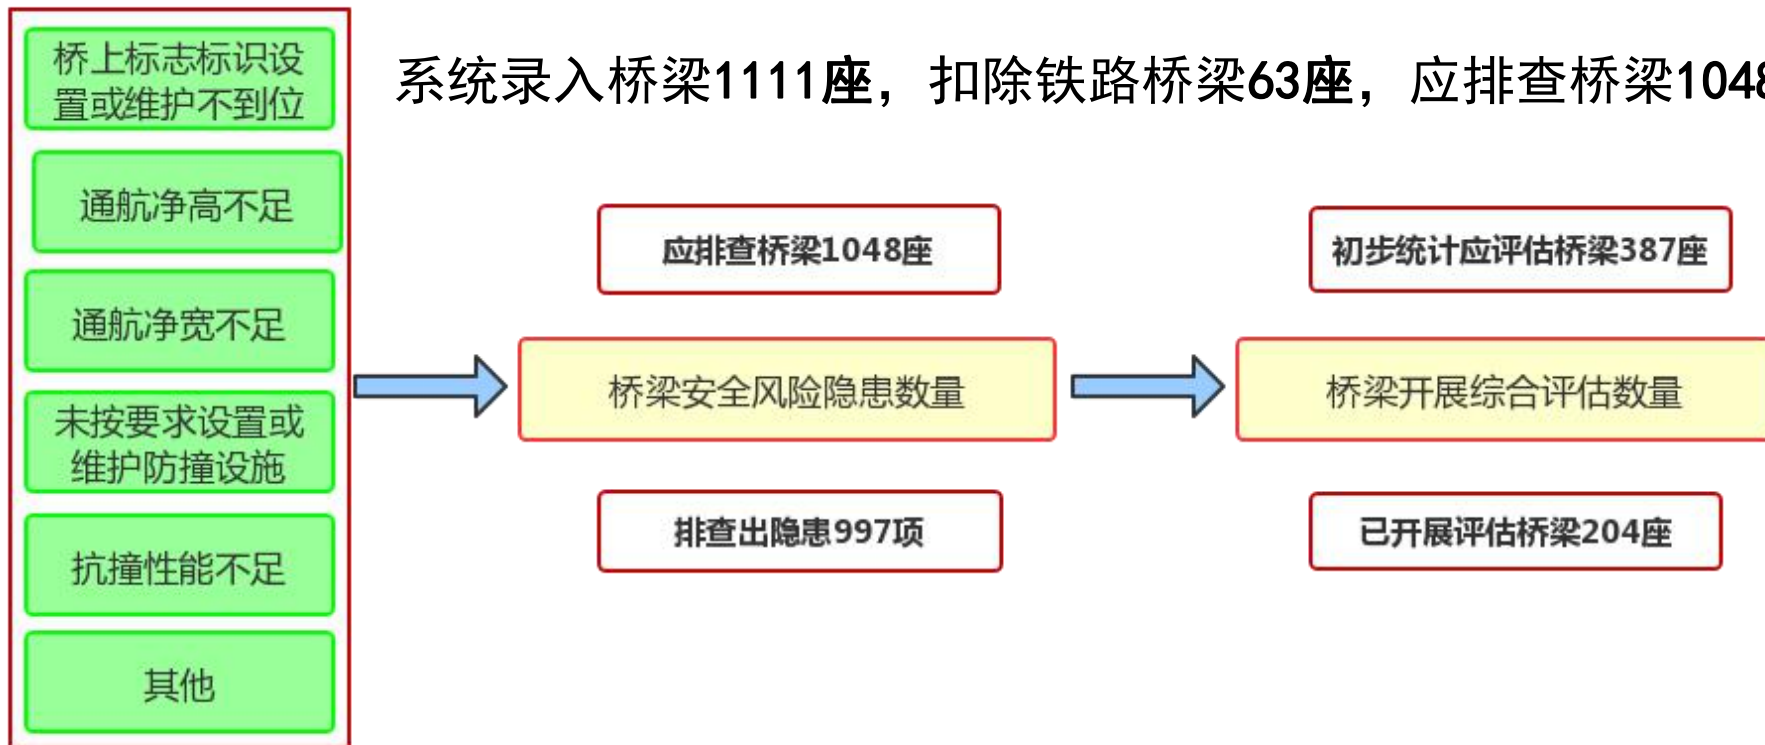 系统录入桥梁1111座，扣除铁路桥梁63座，应排查桥梁1048
桥上标志标识设
置或维护不到位
通航净高不足
通航净宽不足
未按要求设置或
维护防撞设施
抗撞性能不足
其他
应排查桥梁1048座
桥梁安全风险隐患数量
排查出隐患997项
初步统计应评估桥梁387座
桥梁开展综合评估数量
已开展评估桥梁204座